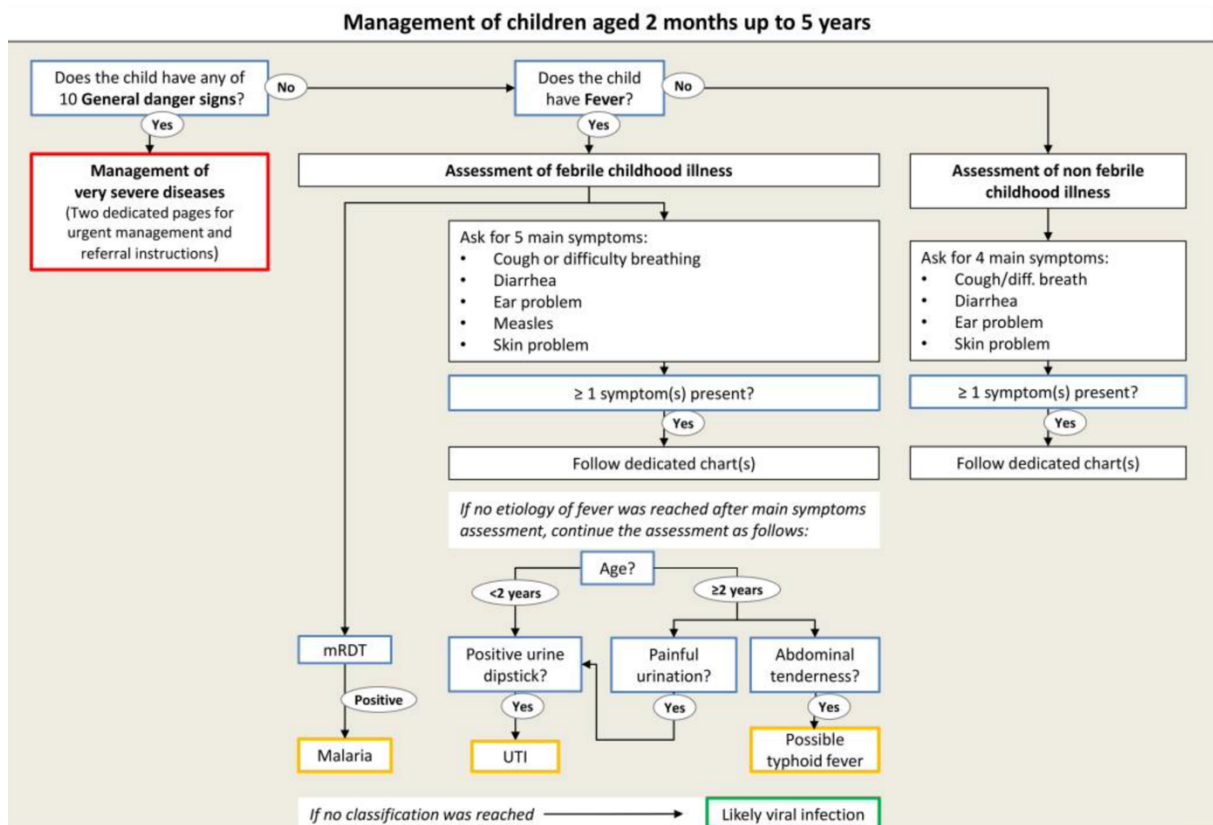 Management of children aged 2 months up to 5 years
Does the child have any of
10 General danger signs?
No
Yes
Does the child
have Fever?
No
Yes
Management of
very severe diseases
(Two dedicated pages for
urgent management and
referral instructions)
Assessment of febrile childhood illness
Assessment of non febrile
childhood illness
Ask for 5 main symptoms:
• Cough or difficulty breathing
• Diarrhea
• Ear problem
• Measles
• Skin problem
Ask for 4 main symptoms:
• Cough/diff. breath
• Diarrhea
• Ear problem
• Skin problem
≥ 1 symptom(s) present?
Yes
Follow dedicated chart(s)
≥ 1 symptom(s) present?
Yes
Follow dedicated chart(s)
If no etiology of fever was reached after main symptoms
assessment, continue the assessment as follows:
Age?
<2 years
≥2 years
mRDT
Positive
Malaria
Positive urine
dipstick?
Yes
UTI
Painful
urination?
Yes
Abdominal
tenderness?
Yes
Possible
typhoid fever
If no classification was reached
Likely viral infection